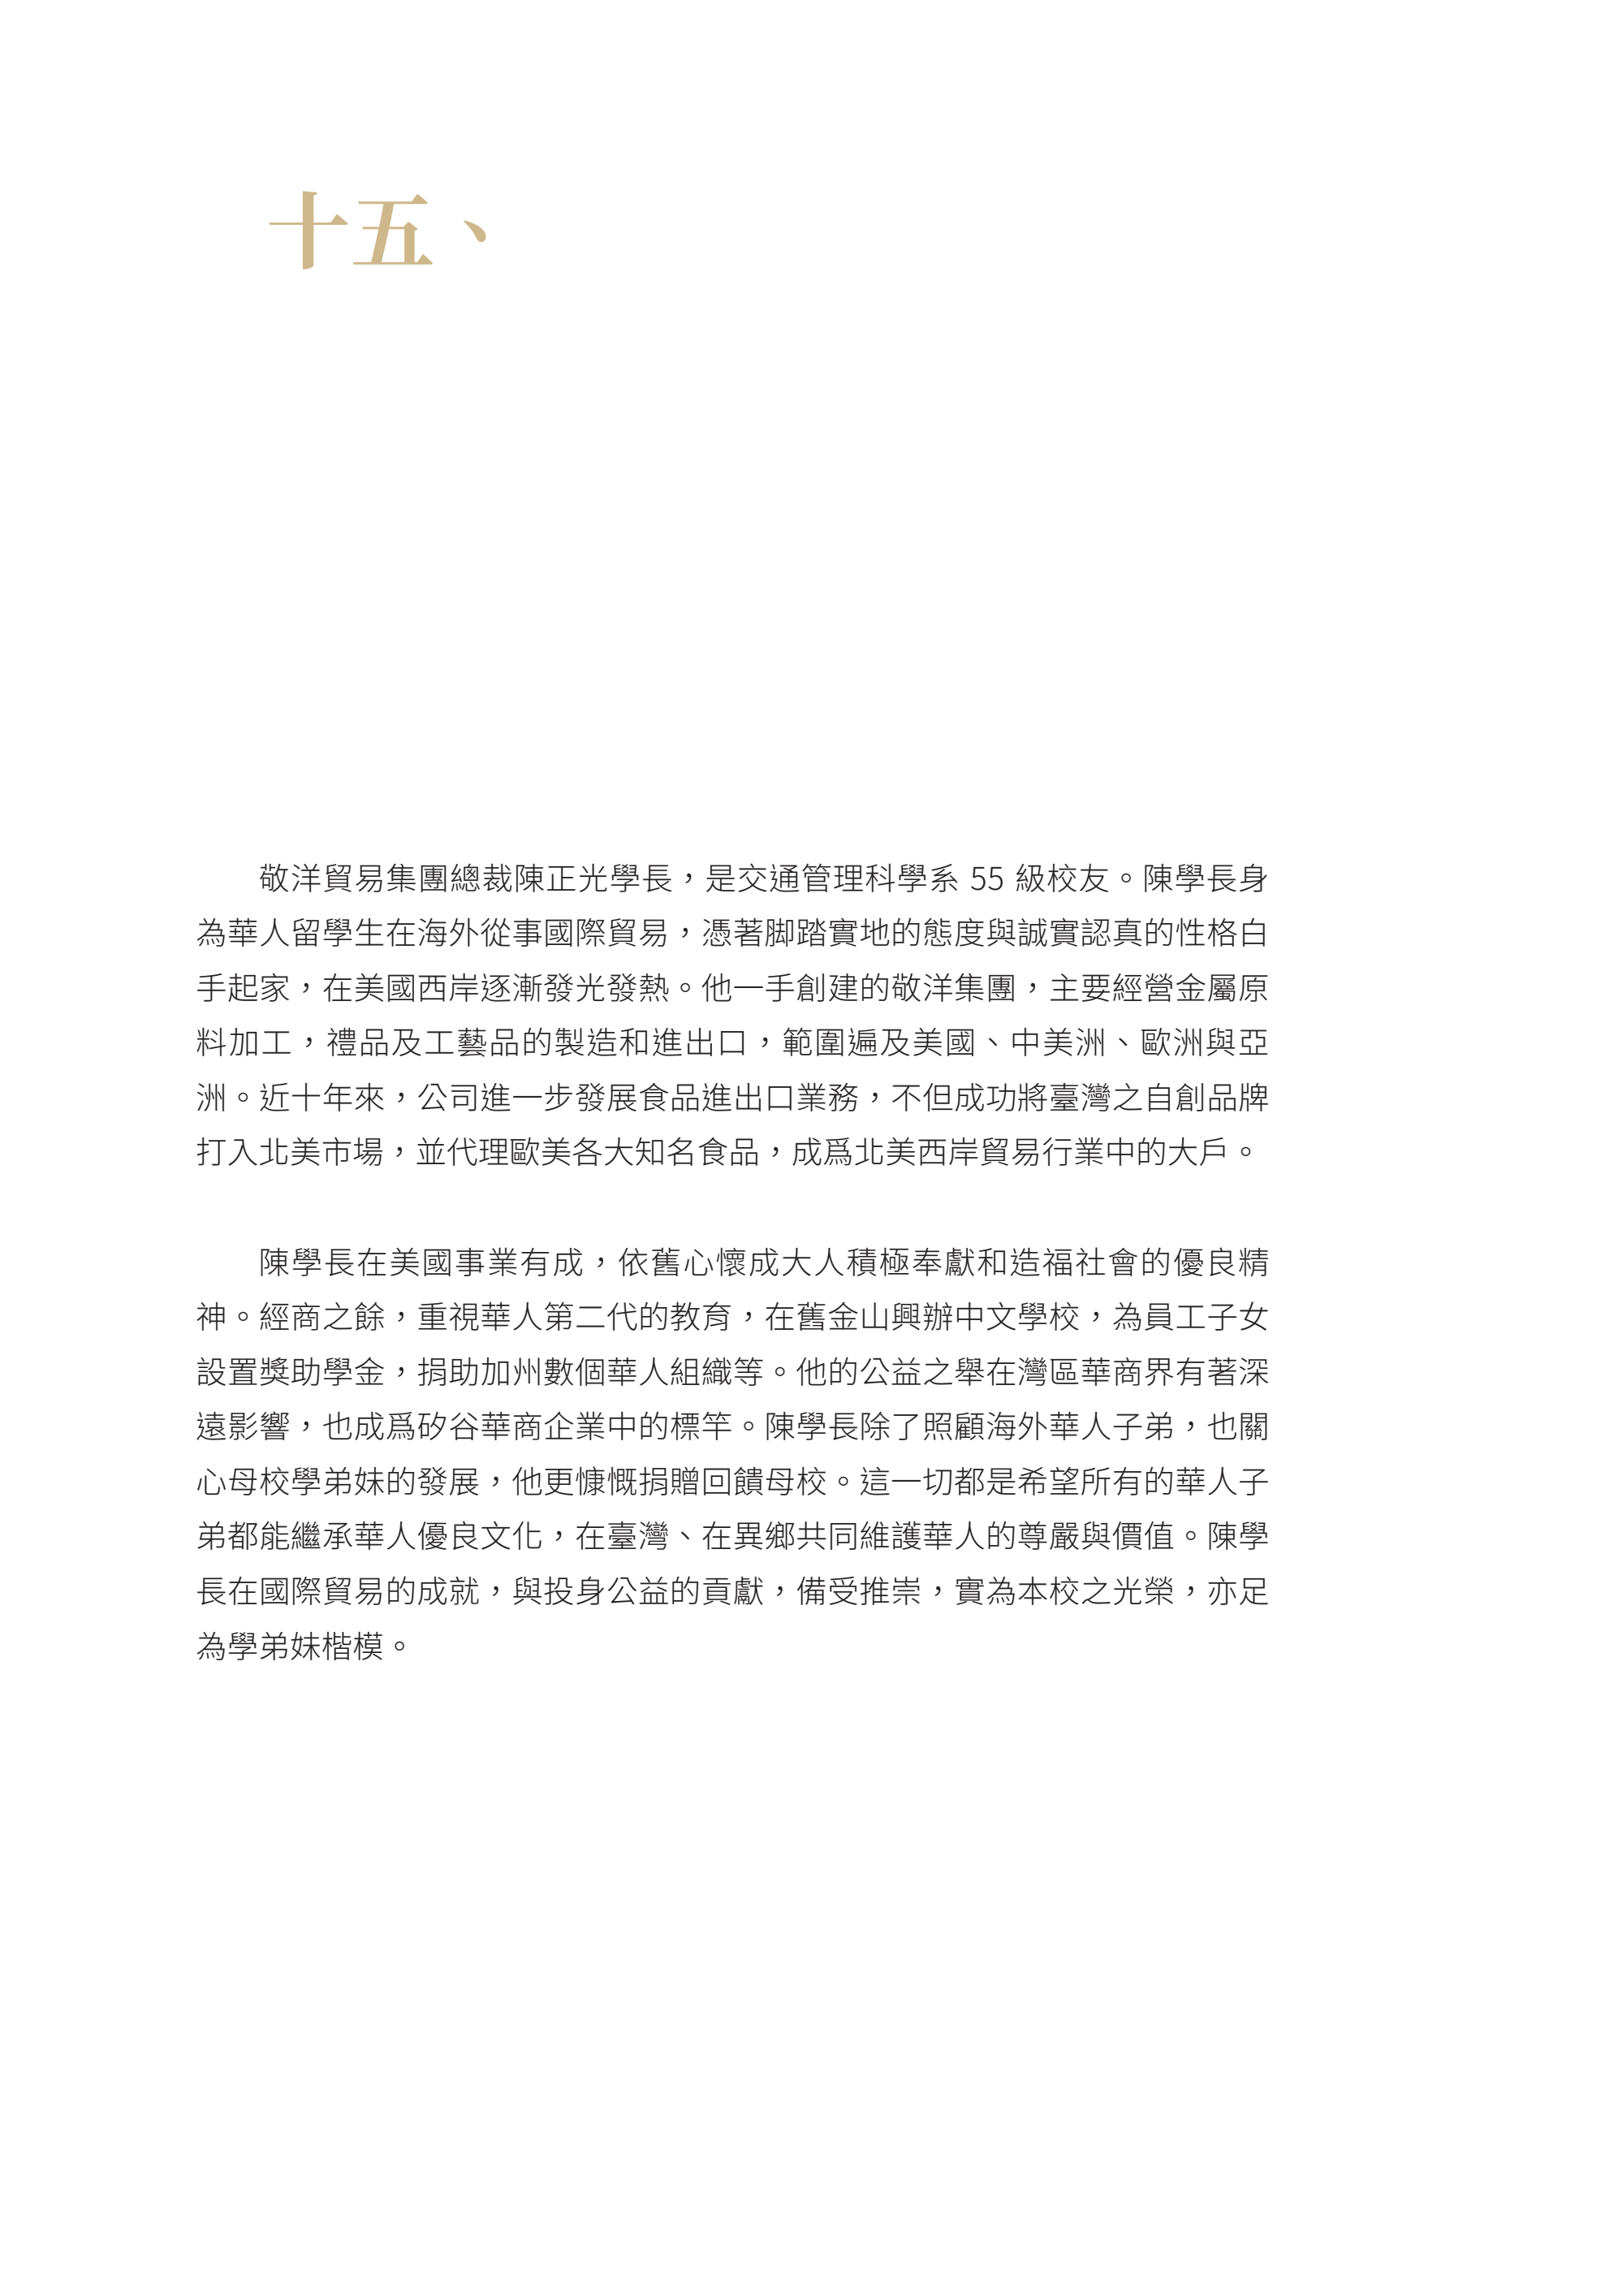 十五、
敬洋貿易集團總裁陳正光學長，是交通管理科學系 55 級校友。陳學長身
為華人留學生在海外從事國際貿易，憑著脚踏實地的態度與誠實認真的性格白
手起家，在美國西岸逐漸發光發熱。他一手創建的敬洋集團，主要經營金屬原
料加工，禮品及工藝品的製造和進出口，範圍遍及美國、中美洲、歐洲與亞
洲。近十年來，公司進一步發展食品進出口業務，不但成功將臺灣之自創品牌
打入北美市場，並代理歐美各大知名食品，成爲北美西岸貿易行業中的大戶。
陳學長在美國事業有成，依舊心懷成大人積極奉獻和造福社會的優良精
神。經商之餘，重視華人第二代的教育，在舊金山興辦中文學校，為員工子女
設置獎助學金，捐助加州數個華人組織等。他的公益之舉在灣區華商界有著深
遠影響，也成爲矽谷華商企業中的標竿。陳學長除了照顧海外華人子弟，也關
心母校學弟妹的發展，他更慷慨捐贈回饋母校。這一切都是希望所有的華人子
弟都能繼承華人優良文化，在臺灣、在異鄉共同維護華人的尊嚴與價值。陳學
長在國際貿易的成就，與投身公益的貢獻，備受推崇，實為本校之光榮，亦足
為學弟妹楷模。